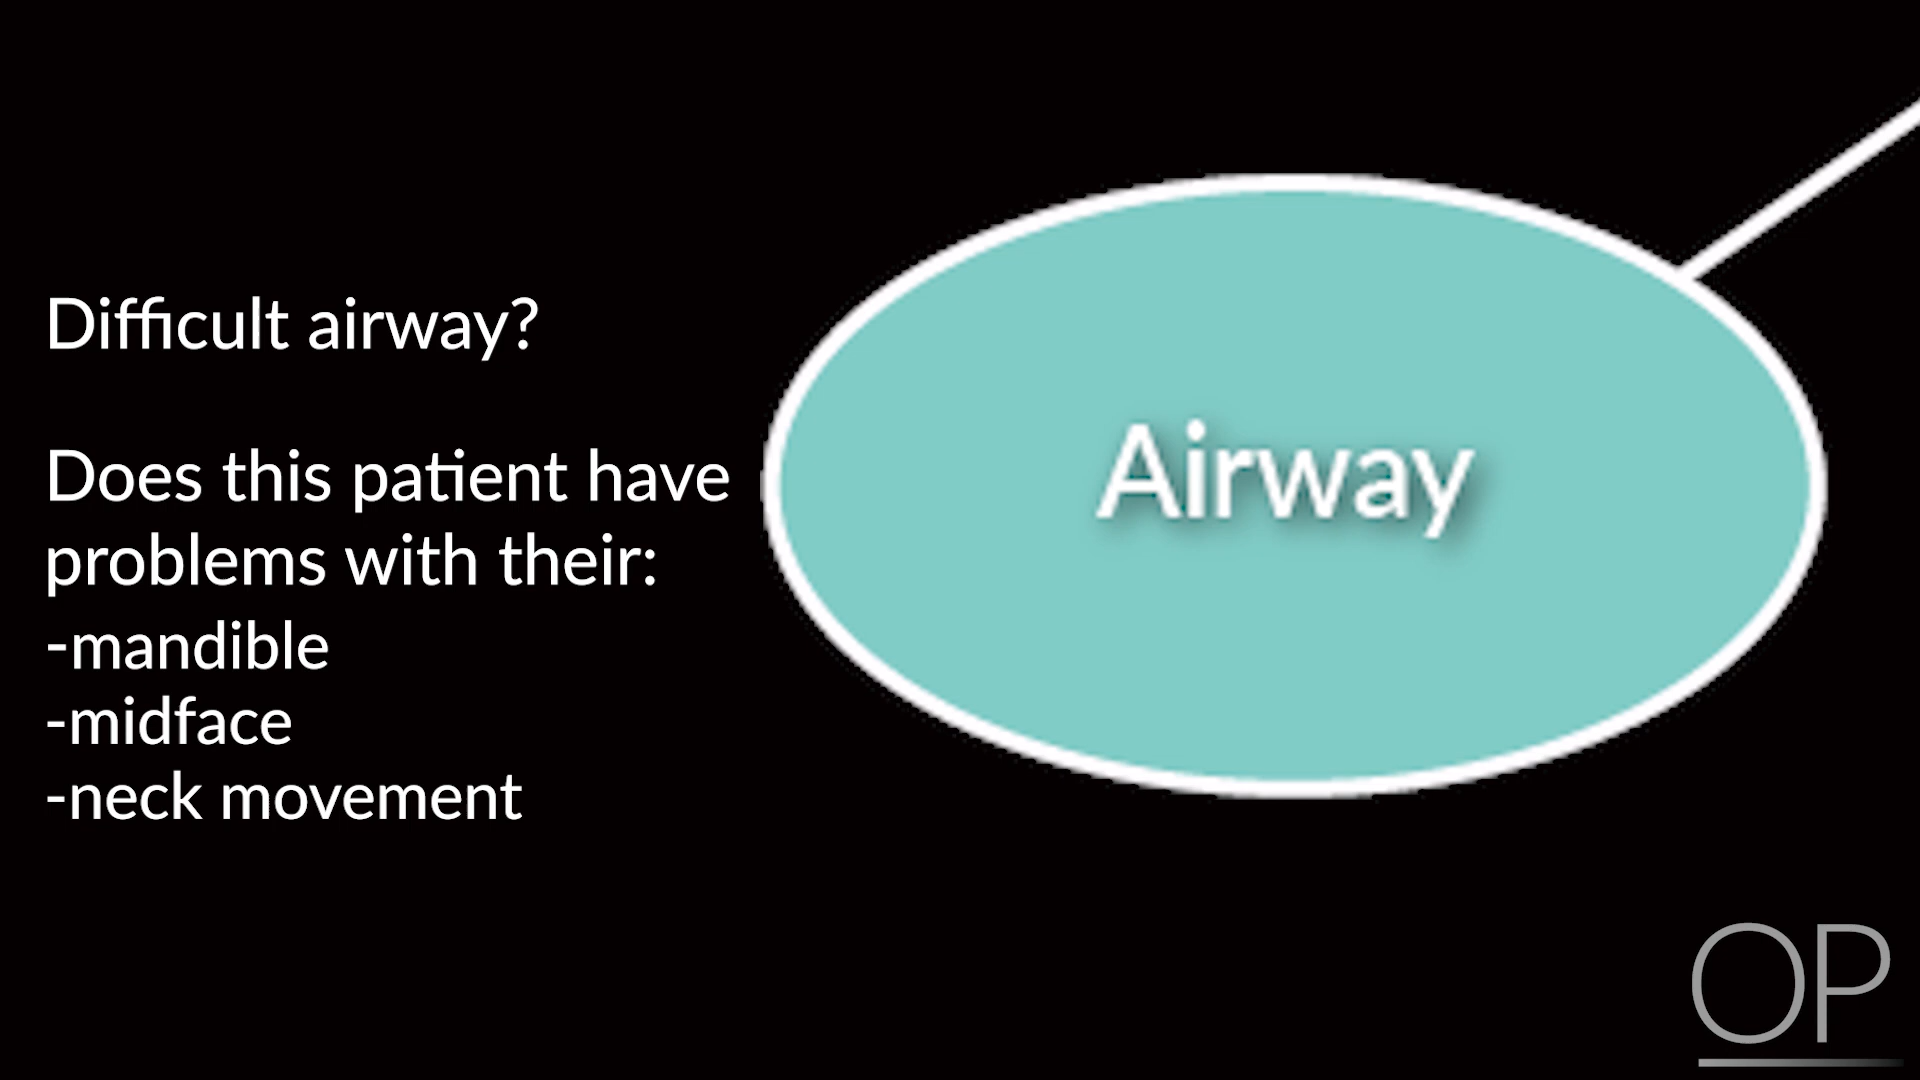 Difficult airway?
Does this patient have
problems with their:
-mandible
-midface
-neck movement
Airway
OP